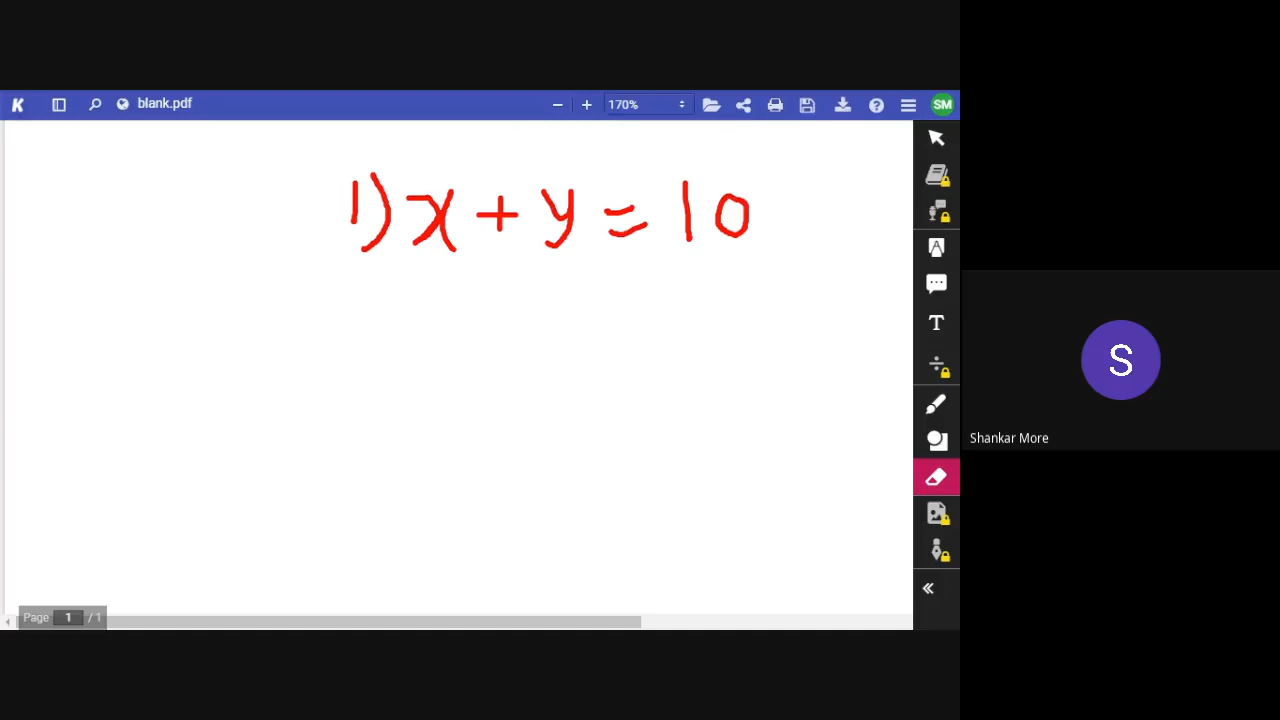 K blank.pdf 170% SM
1) x + y = 10
T
S
Shankar More
Page 1 / 1